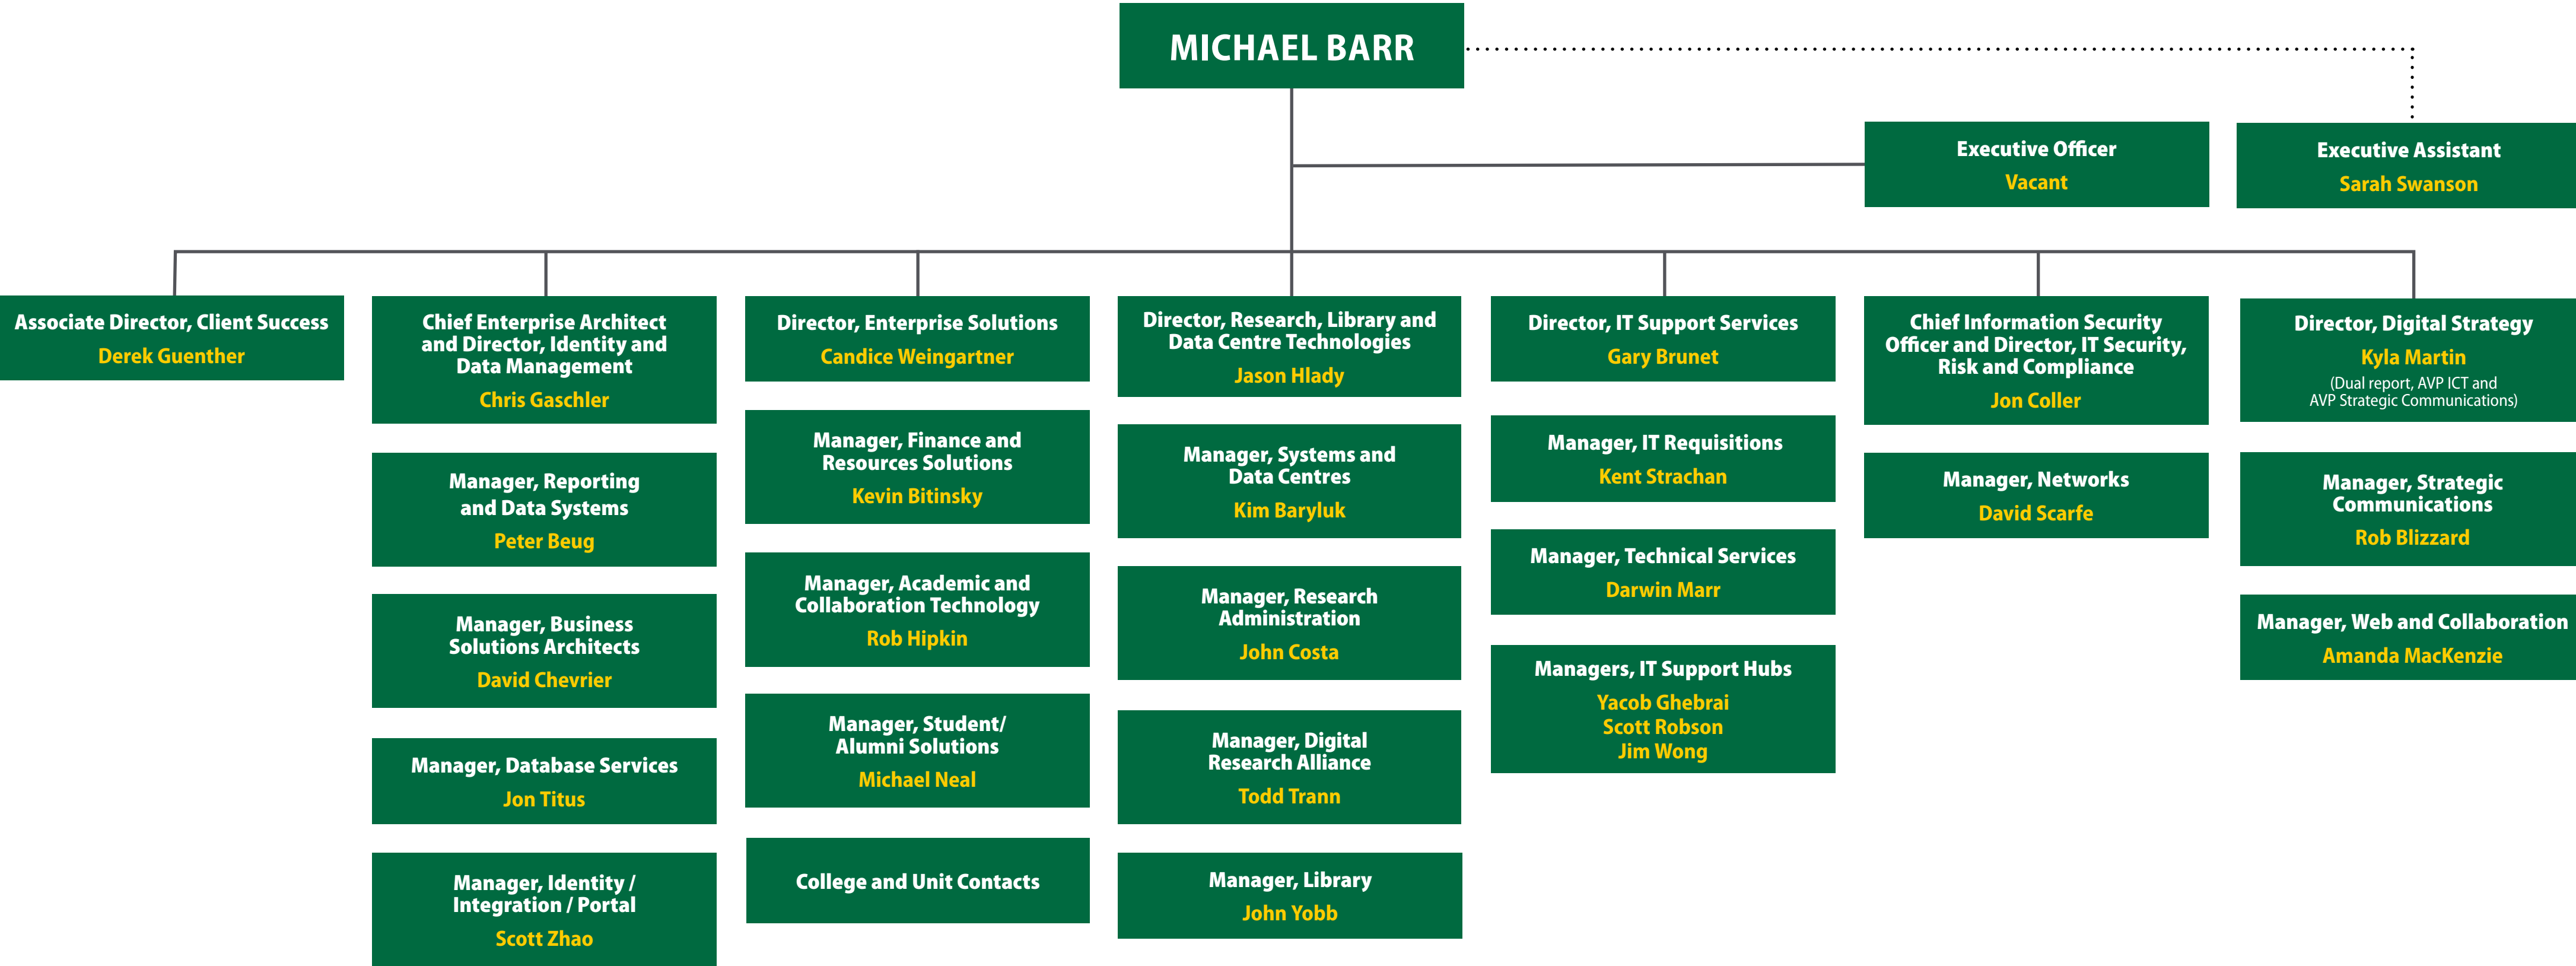 MICHAEL BARR
Executive Officer
Vacant
Executive Assistant
Sarah Swanson
Associate Director, Client Success
Derek Guenther
Chief Enterprise Architect
and Director, Identity and
Data Management
Chris Gaschler
Manager, Reporting
and Data Systems
Peter Beug
Manager, Business
Solutions Architects
David Chevrier
Manager, Database Services
Jon Titus
Manager, Identity /
Integration / Portal
Scott Zhao
Director, Enterprise Solutions
Candice Weingartner
Manager, Finance and
Resources Solutions
Kevin Bitinsky
Manager, Academic and
Collaboration Technology
Rob Hipkin
Manager, Student/
Alumni Solutions
Michael Neal
College and Unit Contacts
Director, Research, Library and
Data Centre Technologies
Jason Hlady
Manager, Systems and
Data Centres
Kim Baryluk
Manager, Research
Administration
John Costa
Manager, Digital
Research Alliance
Todd Trann
Manager, Library
John Yobb
Director, IT Support Services
Gary Brunet
Manager, IT Requisitions
Kent Strachan
Manager, Technical Services
Darwin Marr
Managers, IT Support Hubs
Yacob Ghebrai
Scott Robson
Jim Wong
Chief Information Security
Officer and Director, IT Security,
Risk and Compliance
Jon Coller
Manager, Networks
David Scarfe
Director, Digital Strategy
Kyla Martin
(Dual report, AVP ICT and
AVP Strategic Communications)
Manager, Strategic
Communications
Rob Blizzard
Manager, Web and Collaboration
Amanda MacKenzie